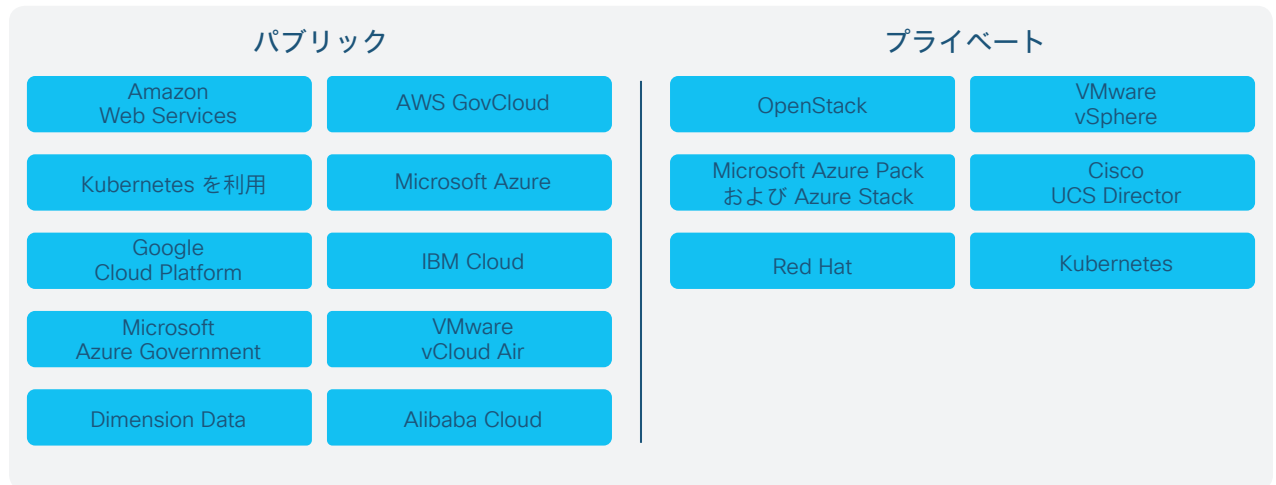 パブリック
Amazon
Web Services
AWS GovCloud
Kubernetes を利用
Microsoft Azure
Google
Cloud Platform
IBM Cloud
Microsoft
Azure Government
VMware
vCloud Air
Dimension Data
Alibaba Cloud
プライベート
OpenStack
VMware
vSphere
Microsoft Azure Pack
および Azure Stack
Cisco
UCS Director
Red Hat
Kubernetes